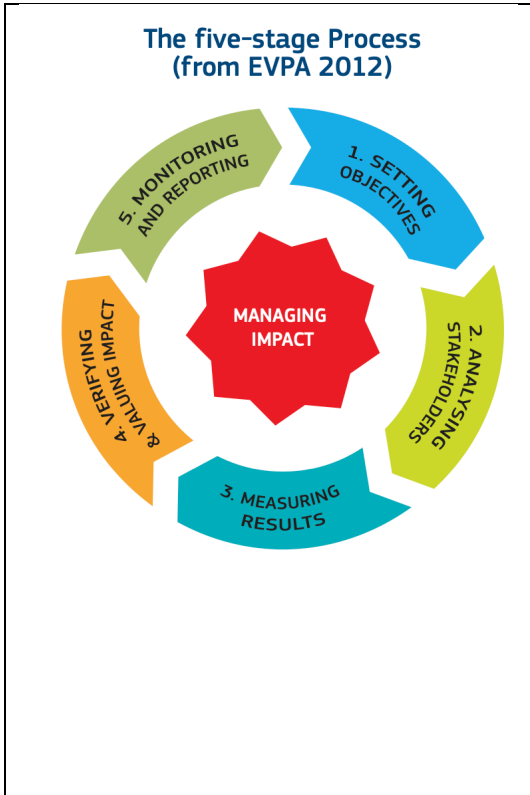 The five-stage Process
(from EVPA 2012)
1. SETTING
OBJECTIVES
2. ANALYSING
STAKEHOLDERS
3. MEASURING
RESULTS
4. VERIFYING
& VALUING IMPACT
5. MONITORING
AND REPORTING
MANAGING
IMPACT